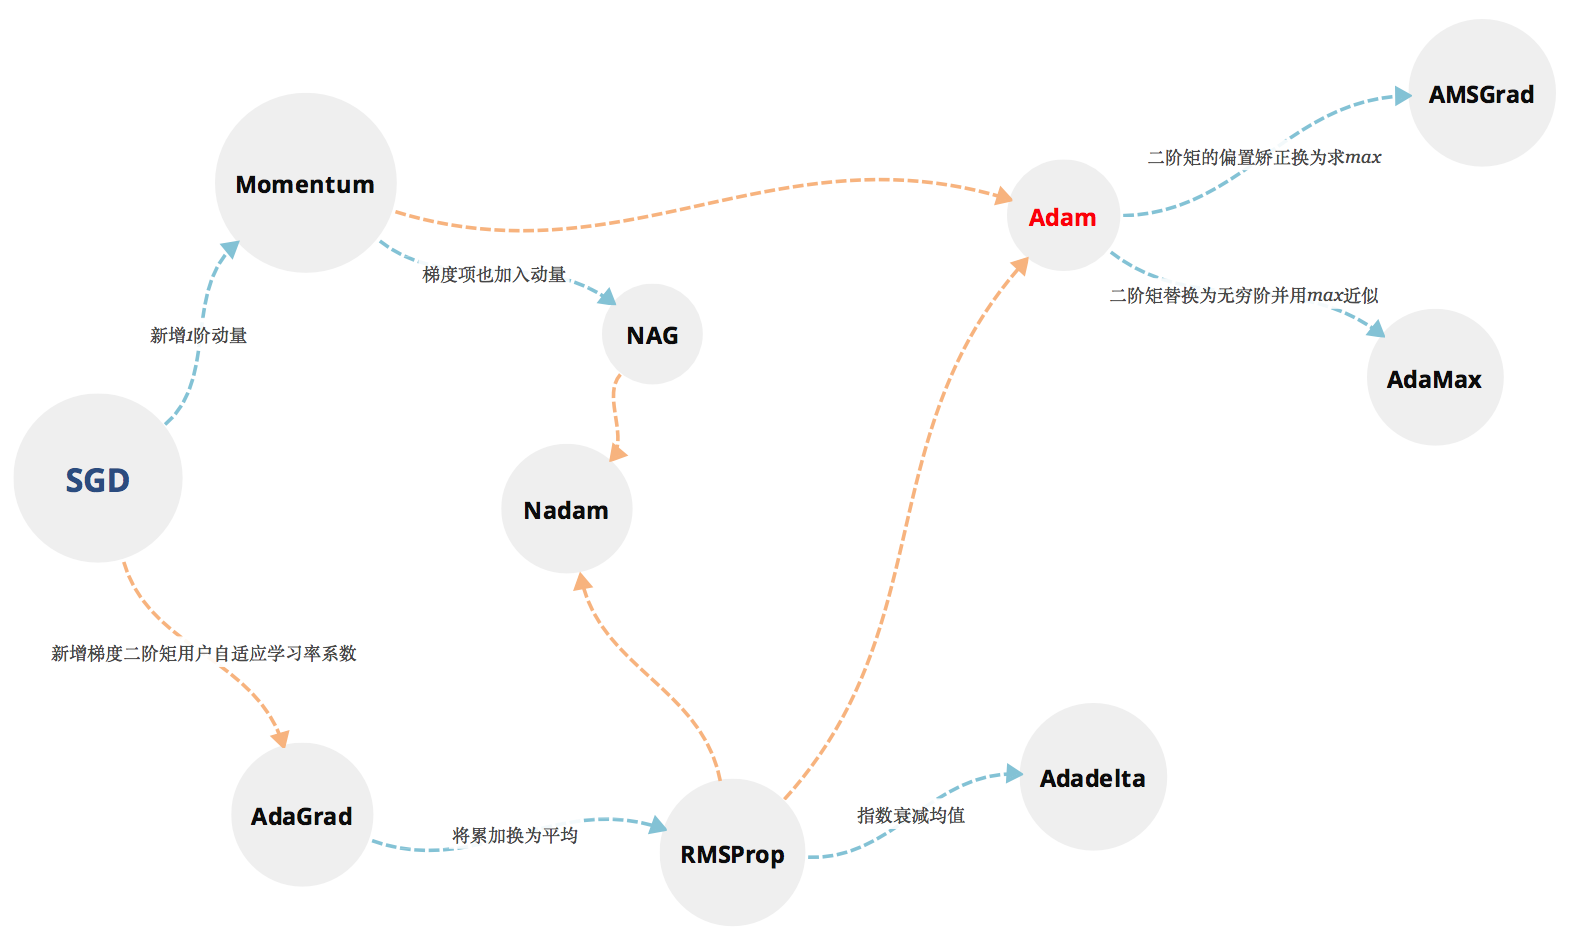 AMSGrad
二阶矩的偏置矫正换为求max
Momentum
Adam
梯度项也加入动量
二阶矩替换为无穷阶并用max近似
新增1阶动量
NAG
AdaMax
SGD
Nadam
新增梯度二阶矩用户自适应学习率系数
Adadelta
AdaGrad
指数衰减均值
将累加换为平均
RMSProp